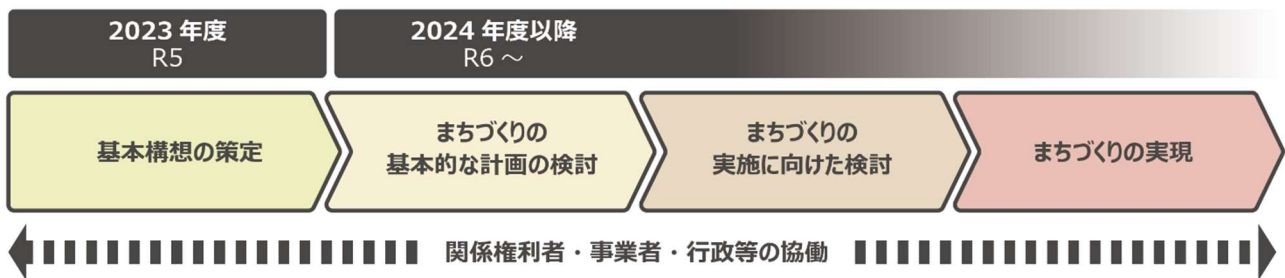 2023 年度
R5
2024 年度以降
R6 ～
基本構想の策定
まちづくりの
基本的な計画の検討
まちづくりの
実施に向けた検討
まちづくりの実現
関係権利者・事業者・行政等の協働